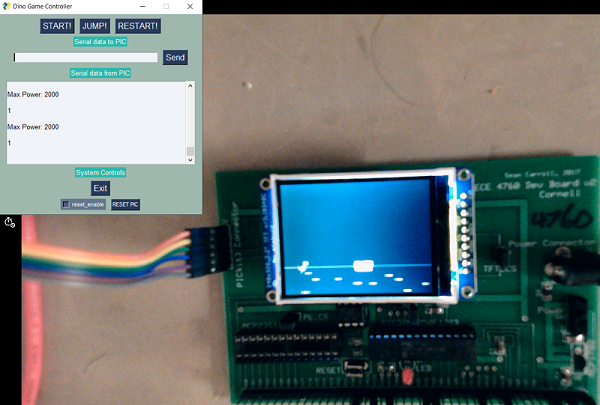 Dino Game Controller
START! JUMP! RESTART!
Serial data to PIC
Send
Serial data from PIC
Max Power: 2000
1
Max Power: 2000
1
System Controls
Exit
reset_enable RESET PIC
Sean Carroll, 2017
ECE 4760 Dev Board v2
Cornell
4760
Power Connector
PICkit3 Connector
TFT_CS
Power
RESET
LED